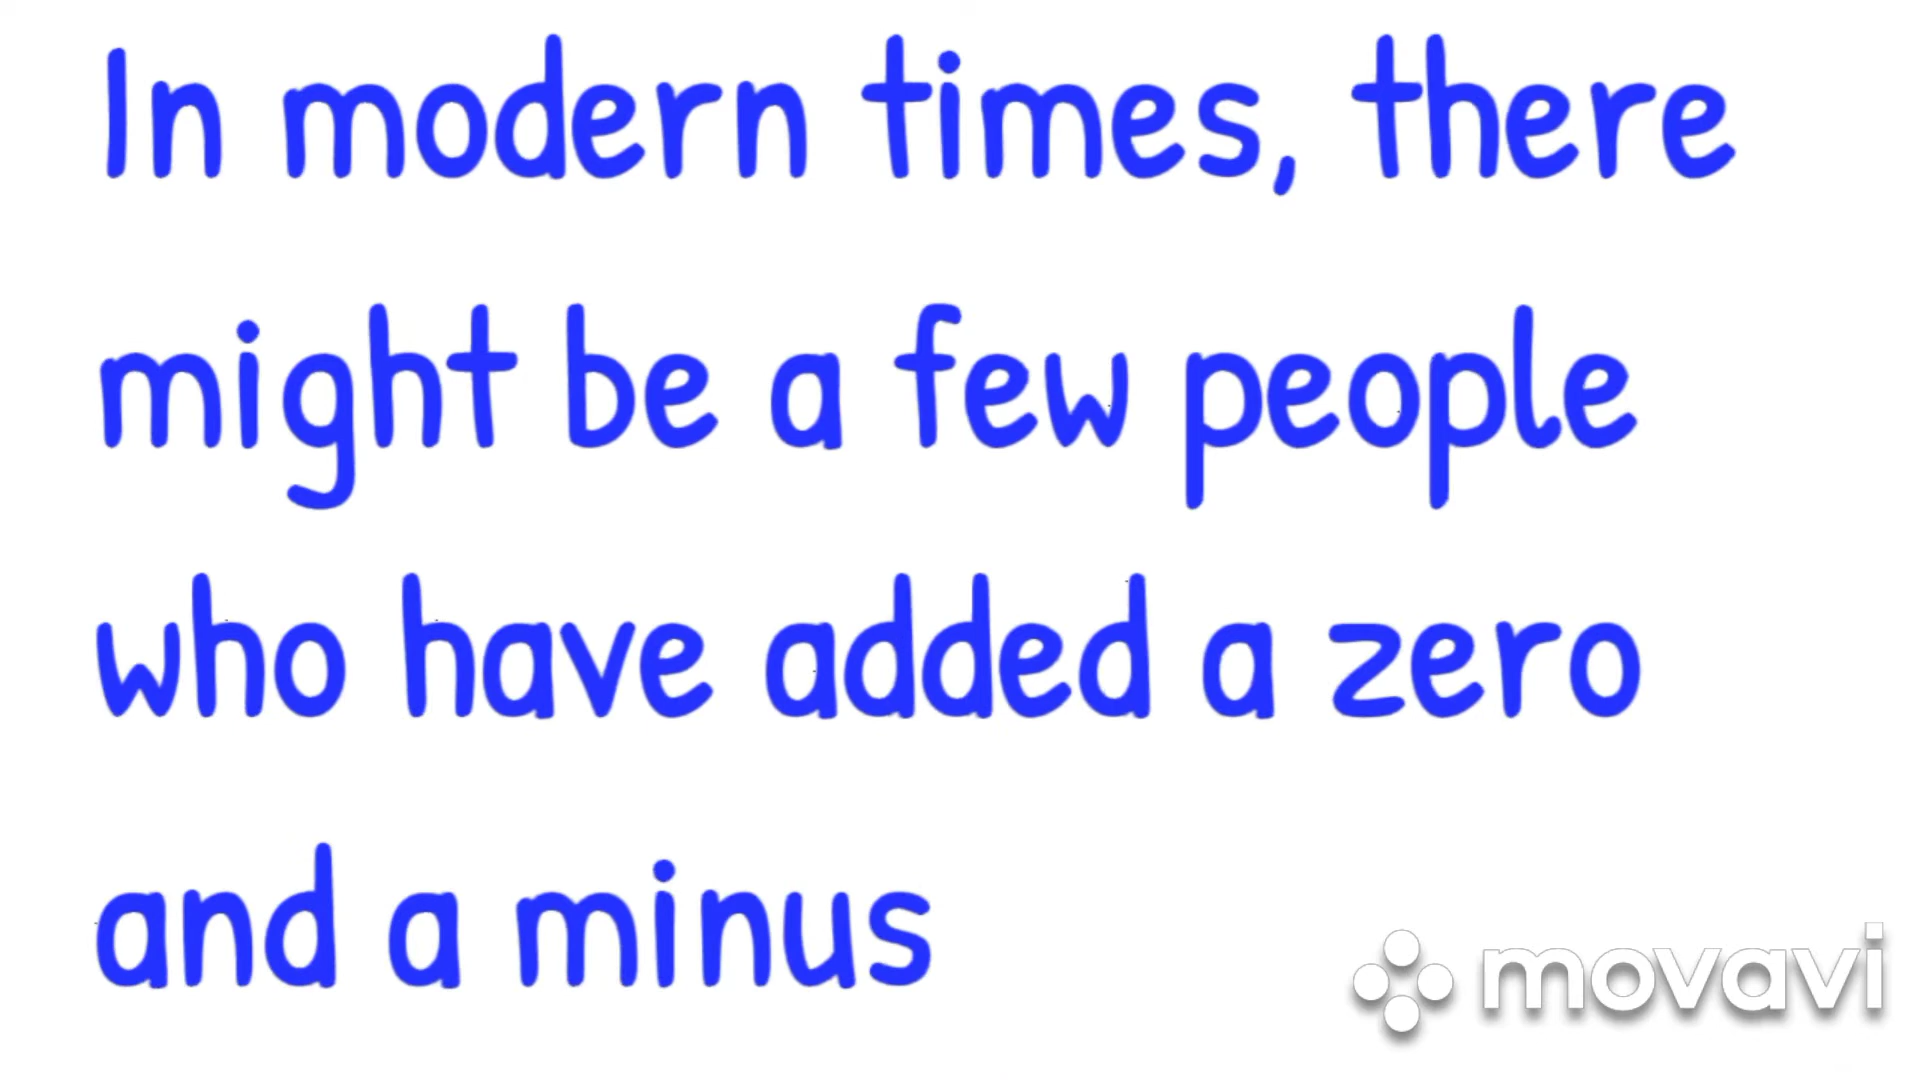 In modern times, there
might be a few people
who have added a zero
and a minus
movavi